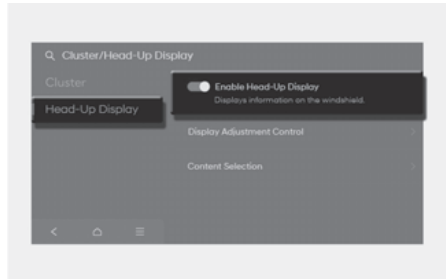 Cluster/Head-Up Display
Cluster
Head-Up Display
Enable Head-Up Display
Displays information on the windshield.
Display Adjustment Control
Content Selection